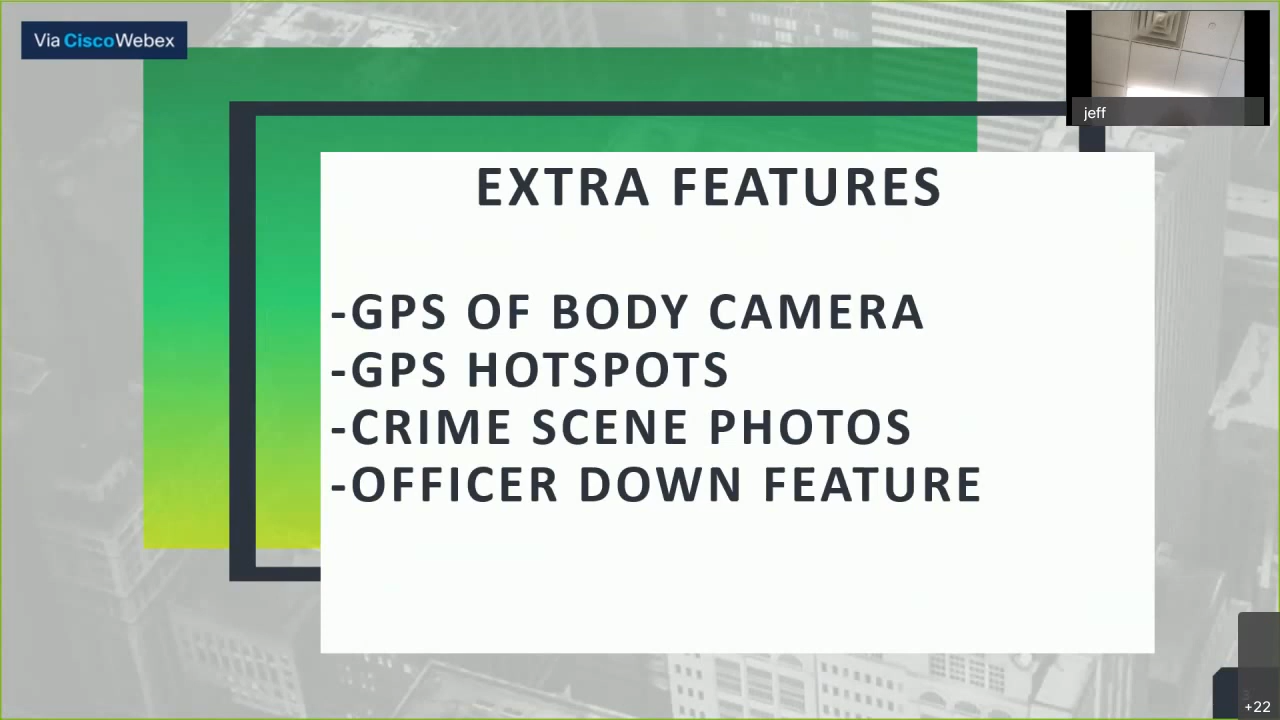 Via CiscoWebex
jeff
EXTRA FEATURES
-GPS OF BODY CAMERA
-GPS HOTSPOTS
-CRIME SCENE PHOTOS
-OFFICER DOWN FEATURE
+22